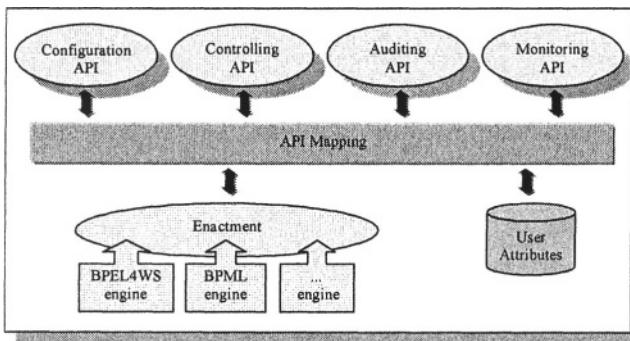 Configuration
API
Controlling
API
Auditing
API
Monitoring
API
API Mapping
Enactment
BPEL4WS
engine
BPML
engine
...
engine
User
Attributes